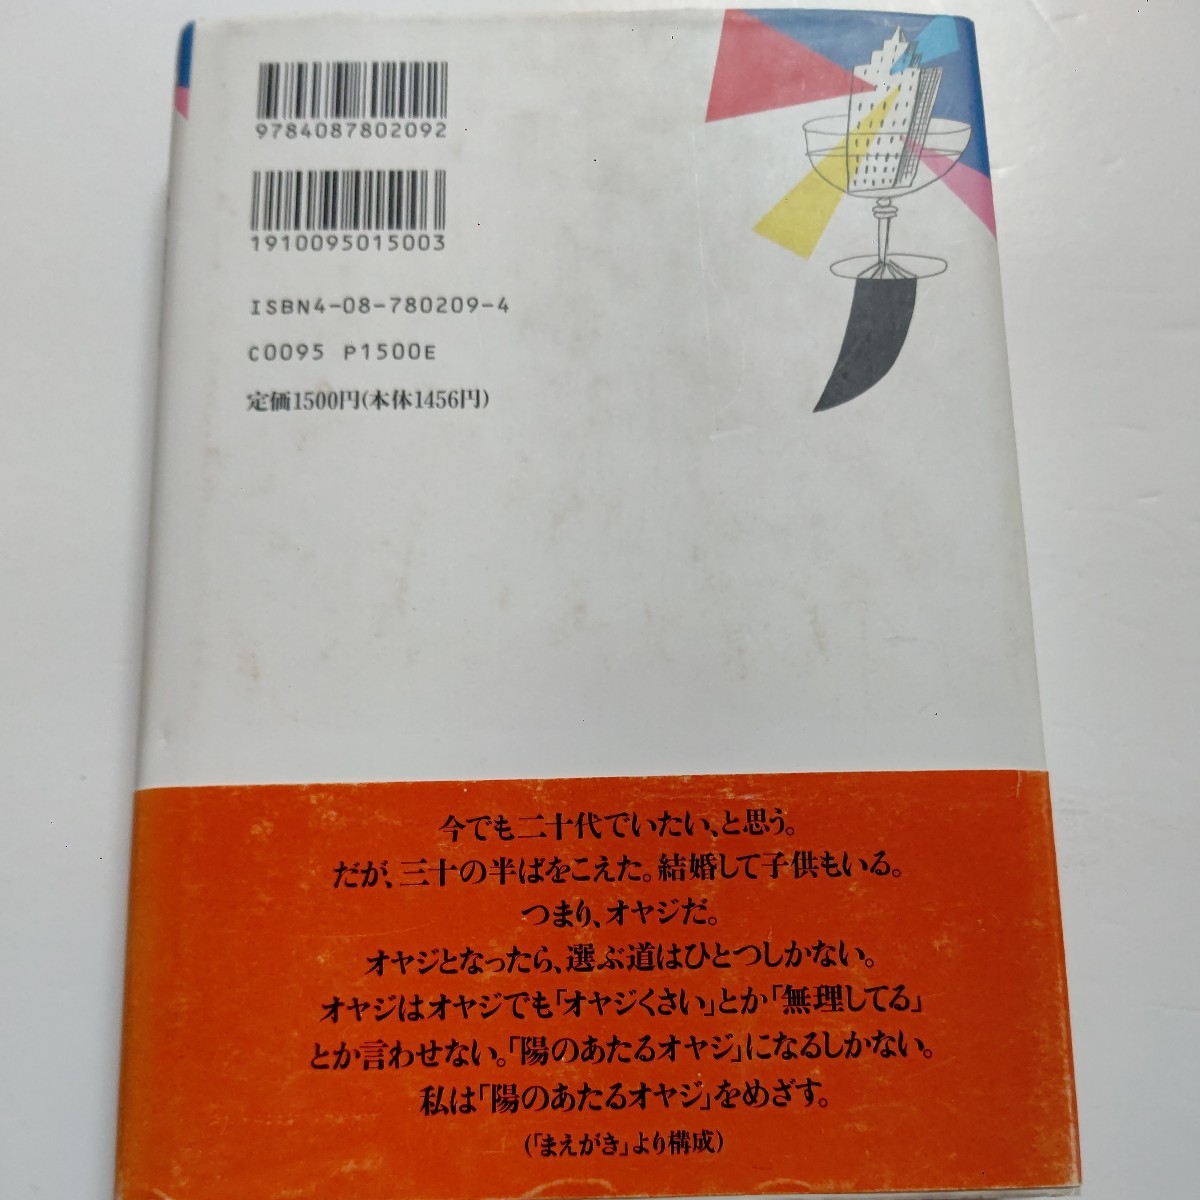 9784087802092
1910095015003
ISBN4-08-780209-4
C0095 P1500E
定価1500円(本体1456円)
今でも二十代でいたい、と思う。
だが、三十の半ばをこえた。結婚して子供もいる。
つまり、オヤジだ。
オヤジとなったら、選ぶ道はひとつしかない。
オヤジはオヤジでも「オヤジくさい」とか「無理してる」
とか言わせない。「陽のあたるオヤジ」になるしかない。
私は「陽のあたるオヤジ」をめざす。
(「まえがき」より構成)